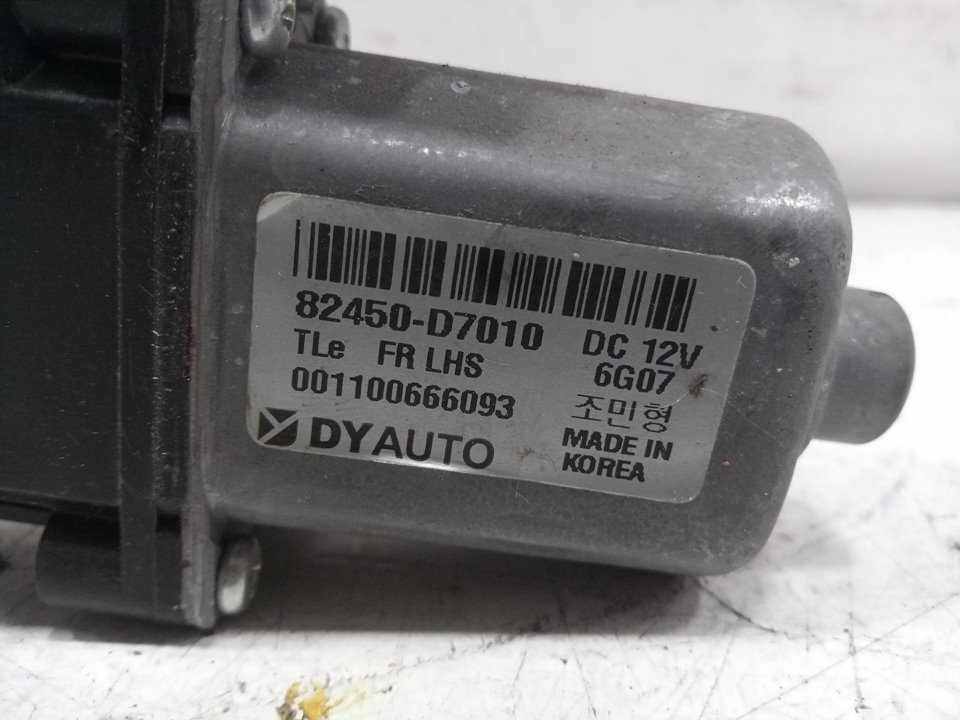 82450-D7010 DC 12V
TLe FR LHS 6G07
001100666093 조민형
DYAUTO MADE IN
KOREA